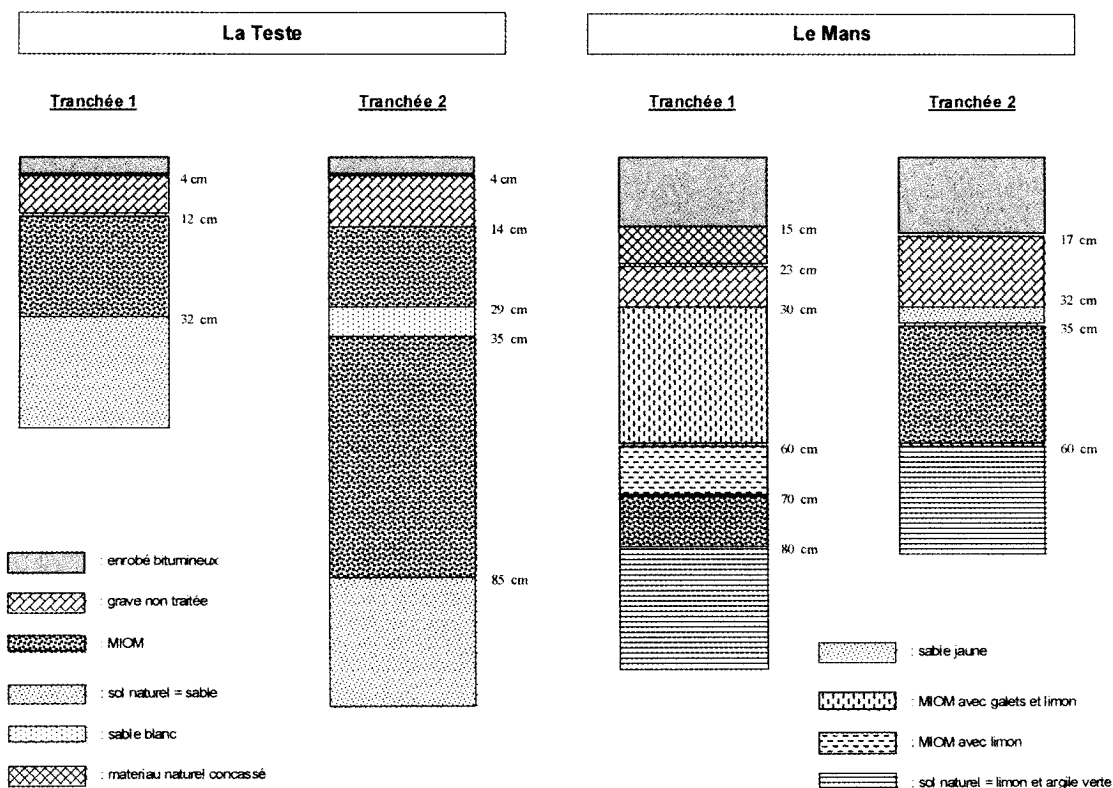 La Teste
Le Mans
Tranchée 1
Tranchée 2
Tranchée 1
Tranchée 2
4 cm
12 cm
32 cm
4 cm
14 cm
29 cm
35 cm
85 cm
15 cm
23 cm
30 cm
60 cm
70 cm
80 cm
17 cm
32 cm
35 cm
60 cm
: enrobé bitumineux
: grave non traitée
: MIOM
: sol naturel = sable
: sable blanc
: materiau naturel concassé
: sable jaune
: MIOM avec galets et limon
: MIOM avec limon
: sol naturel = limon et argile verte